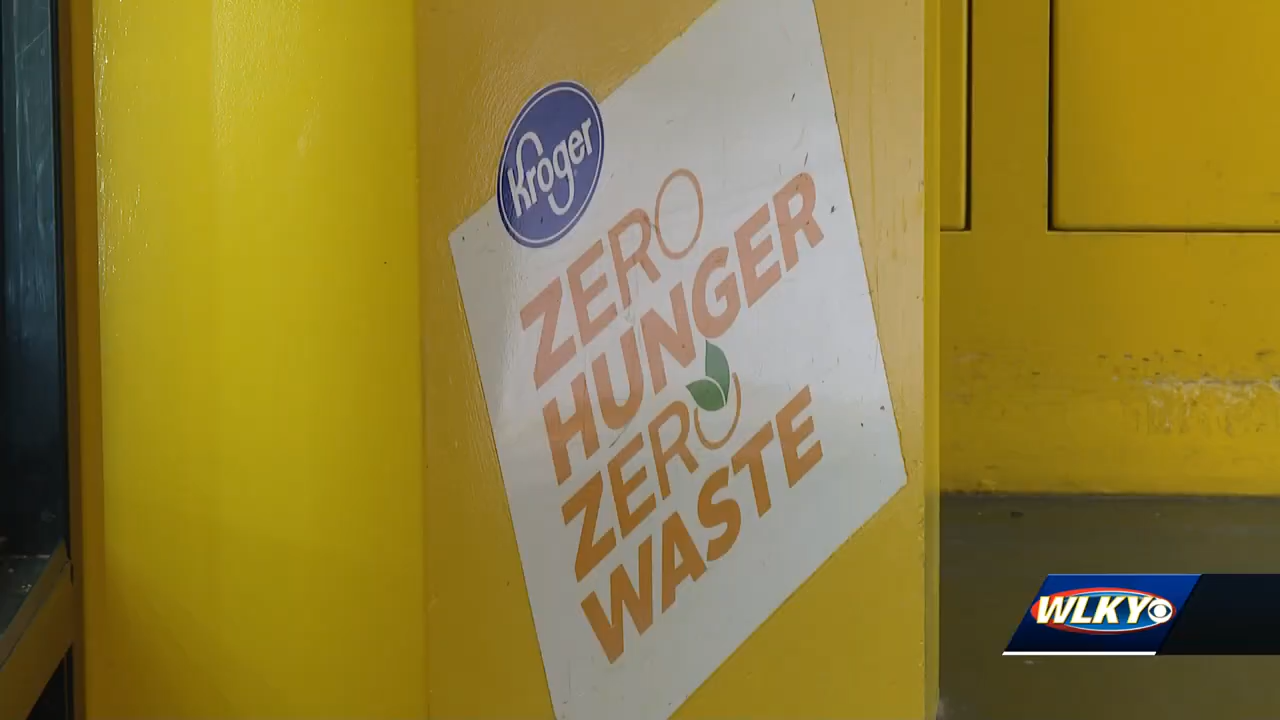 Kroger
ZERO
HUNGER
ZERO
WASTE
WLKY